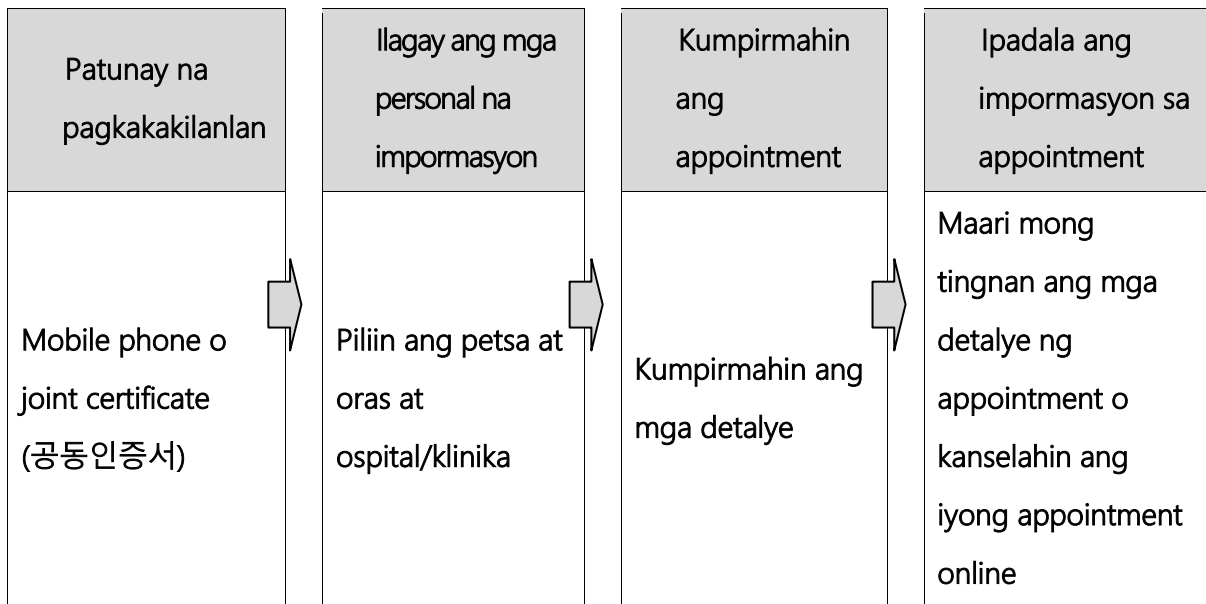 Patunay na
pagkakakilanlan
Mobile phone o
joint certificate
(공동인증서)
Ilagay ang mga
personal na
impormasyon
Piliin ang petsa at
oras at
ospital/klinika
Kumpirmahin
ang
appointment
Kumpirmahin ang
mga detalye
Ipadala ang
impormasyon sa
appointment
Maari mong
tingnan ang mga
detalye ng
appointment o
kanselahin ang
iyong appointment
online